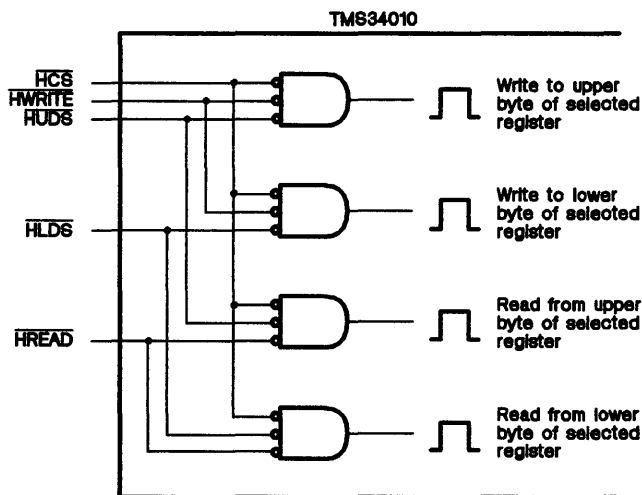 TMS34010
HCS
HWRITE
HUDS
HLDS
HREAD
Write to upper
byte of selected
register
Write to lower
byte of selected
register
Read from upper
byte of selected
register
Read from lower
byte of selected
register